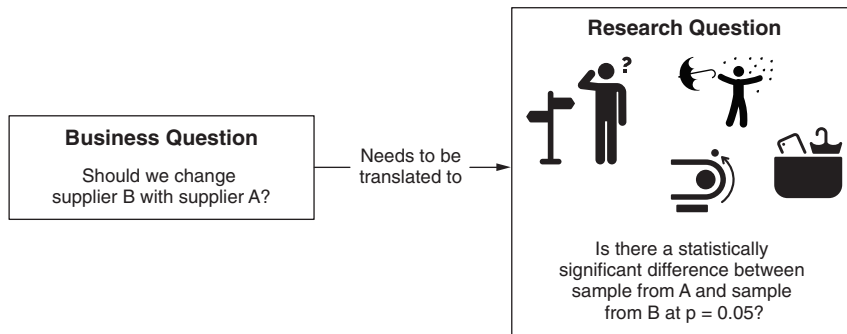 Business Question
Should we change
supplier B with supplier A?
Needs to be
translated to
Research Question
?
Is there a statistically
significant difference between
sample from A and sample
from B at p = 0.05?